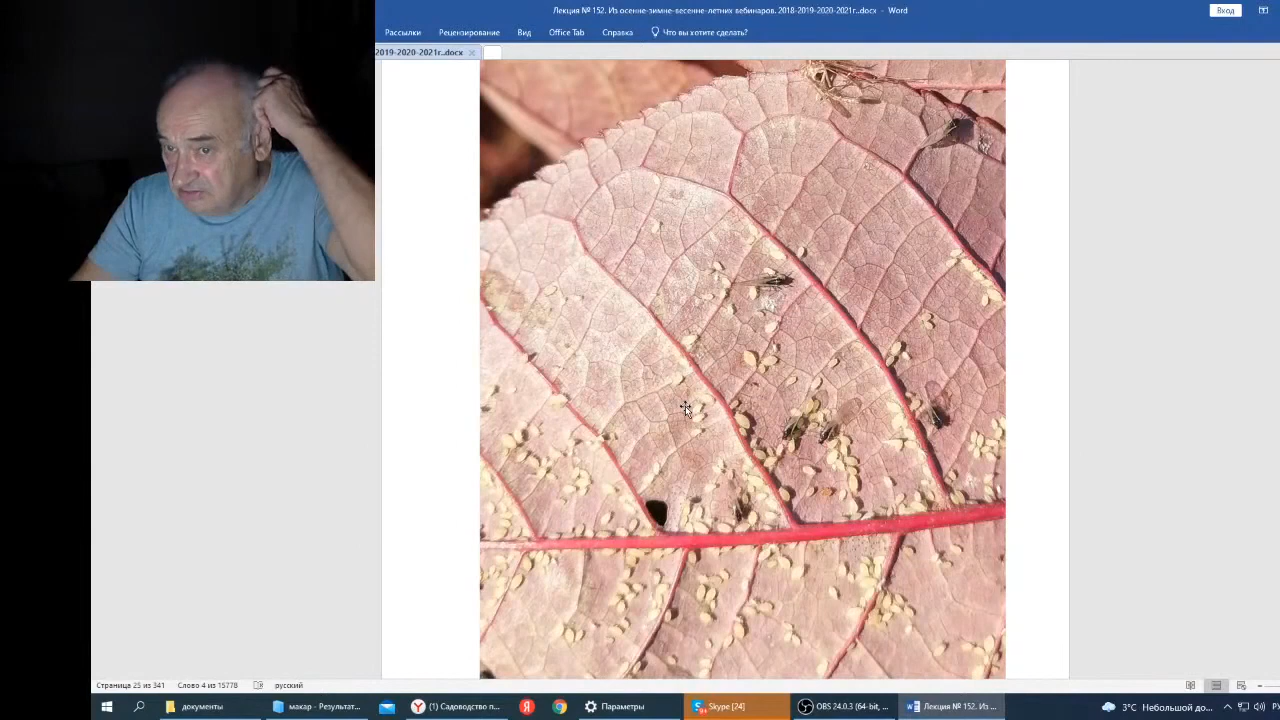 Лекция № 152. Из осенне-зимне-весенне-летних вебинаров. 2018-2019-2020-2021г..docx - Word
Вход
Рассылки Рецензирование Вид Office Tab Справка Что вы хотите сделать?
2019-2020-2021г..docx
Страница 25 из 341 Слово 4 из 15778 русский
документы
макар - Результат...
(1) Садоводство п...
Параметры
Skype [24]
OBS 24.0.3 (64-bit, ...
Лекция № 152. Из ...
3°C Небольшой до...